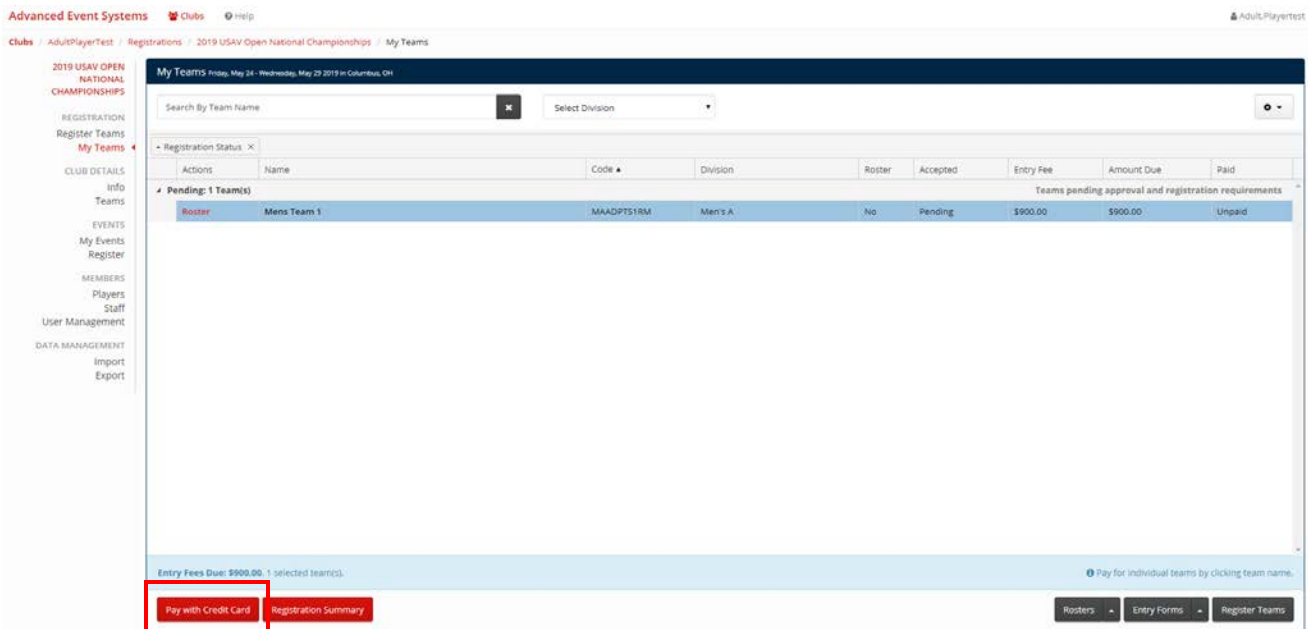 Advanced Event Systems Clubs Help Adult.Playertest
Clubs / AdultPlayerTest / Registrations / 2019 USAV Open National Championships / My Teams
2019 USAV OPEN
NATIONAL
CHAMPIONSHIPS
REGISTRATION
Register Teams
My Teams
CLUB DETAILS
Info
Teams
EVENTS
My Events
Register
MEMBERS
Players
Staff
User Management
DATA MANAGEMENT
Import
Export
My Teams Friday, May 24 - Wednesday, May 29 2019 in Columbus, OH
Search By Team Name Select Division
Registration Status
Actions Name Code Division Roster Accepted Entry Fee Amount Due Paid
Pending: 1 Team(s) Teams pending approval and registration requirements
Roster Mens Team 1 MAADPTS1RM Men's A No Pending $900.00 $900.00 Unpaid
Entry Fees Due: $900.00. 1 selected team(s). Pay for individual teams by clicking team name.
Pay with Credit Card Registration Summary Rosters Entry Forms Register Teams